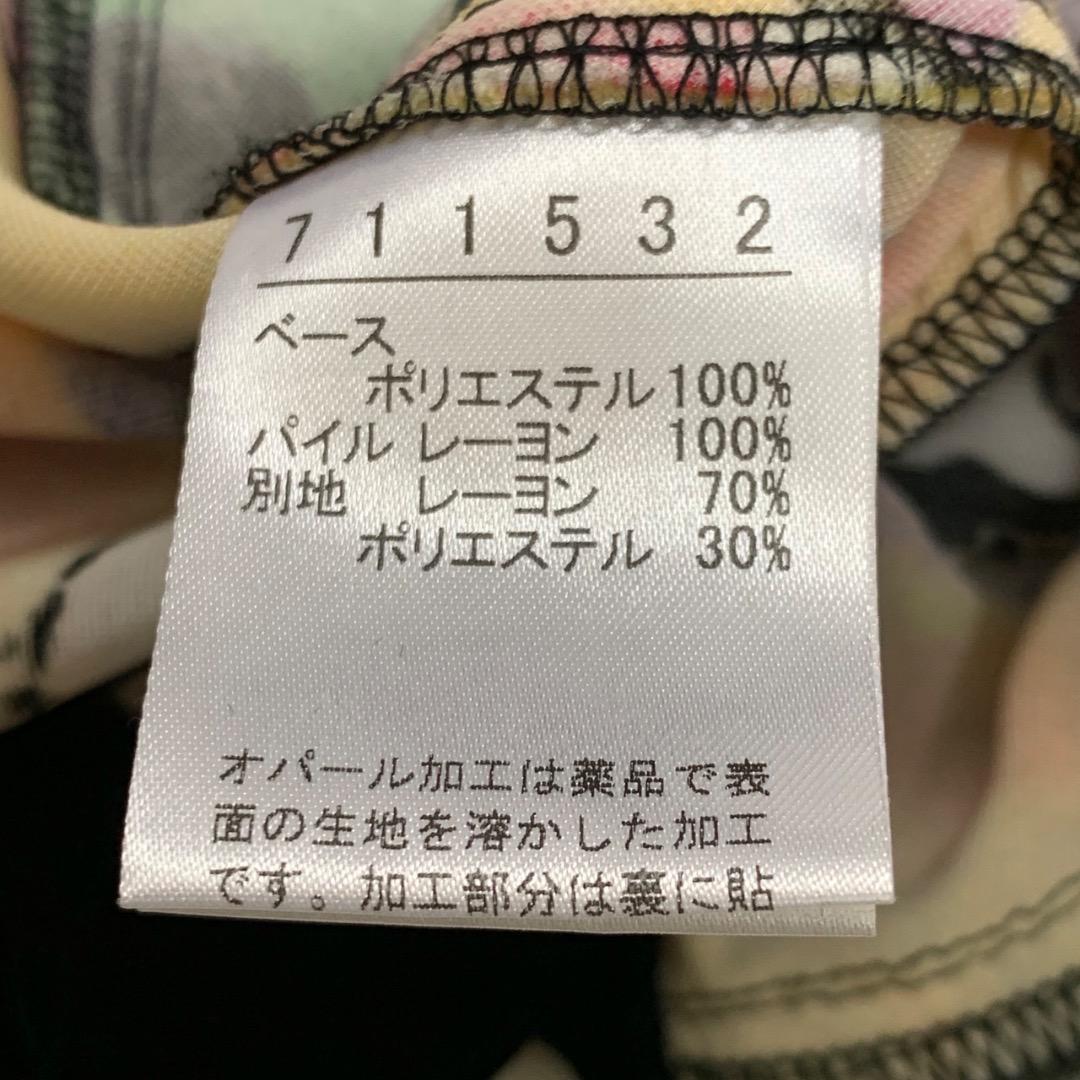 711532
ベース
ポリエステル100%
パイル レーヨン 100%
別地 レーヨン 70%
ポリエステル 30%
オパール加工は薬品で表
面の生地を溶かした加工
です。加工部分は裏に貼